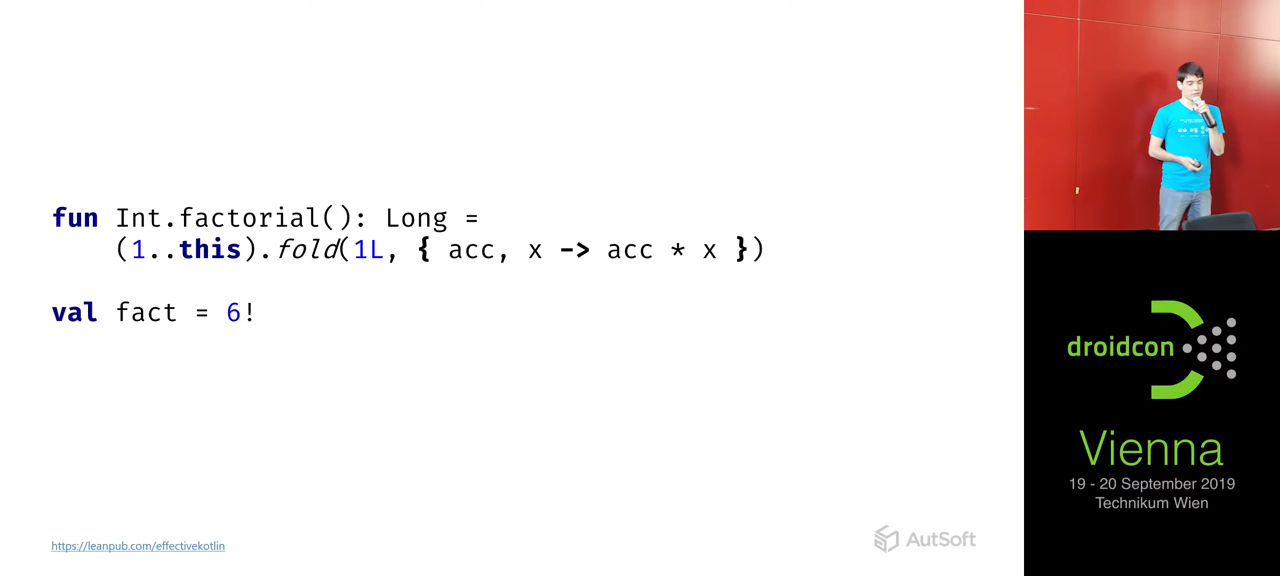 fun Int.factorial(): Long =
(1..this).fold(1L, { acc, x -> acc * x })
val fact = 6!
https://leanpub.com/effectivekotlin
AutSoft
droidcon
Vienna
19 - 20 September 2019
Technikum Wien